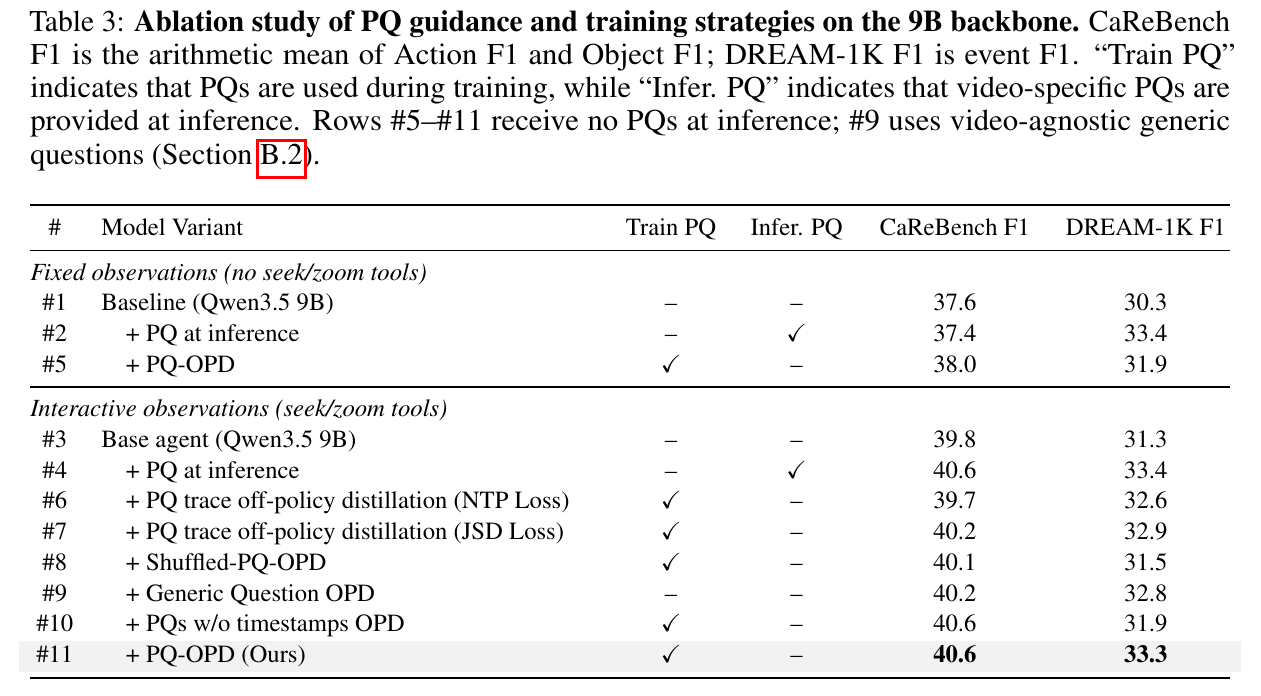 Table 3: Ablation study of PQ guidance and training strategies on the 9B backbone. CaReBench
F1 is the arithmetic mean of Action F1 and Object F1; DREAM-1K F1 is event F1. “Train PQ”
indicates that PQs are used during training, while “Infer. PQ” indicates that video-specific PQs are
provided at inference. Rows #5–#11 receive no PQs at inference; #9 uses video-agnostic generic
questions (Section B.2).
# Model Variant Train PQ Infer. PQ CaReBench F1 DREAM-1K F1
Fixed observations (no seek/zoom tools)
#1 Baseline (Qwen3.5 9B) – – 37.6 30.3
#2 + PQ at inference – ✓ 37.4 33.4
#5 + PQ-OPD ✓ – 38.0 31.9
Interactive observations (seek/zoom tools)
#3 Base agent (Qwen3.5 9B) – – 39.8 31.3
#4 + PQ at inference – ✓ 40.6 33.4
#6 + PQ trace off-policy distillation (NTP Loss) ✓ – 39.7 32.6
#7 + PQ trace off-policy distillation (JSD Loss) ✓ – 40.2 32.9
#8 + Shuffled-PQ-OPD ✓ – 40.1 31.5
#9 + Generic Question OPD – – 40.2 32.8
#10 + PQs w/o timestamps OPD ✓ – 40.6 31.9
#11 + PQ-OPD (Ours) ✓ – 40.6 33.3